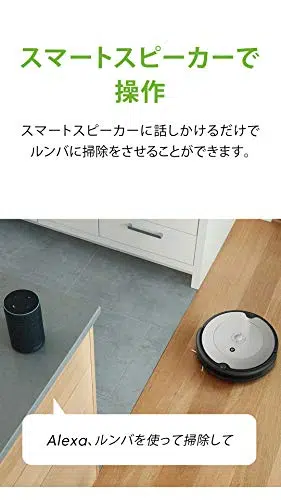 スマートスピーカーで
操作
スマートスピーカーに話しかけるだけで
ルンバに掃除をさせることができます。
Alexa、ルンバを使って掃除して